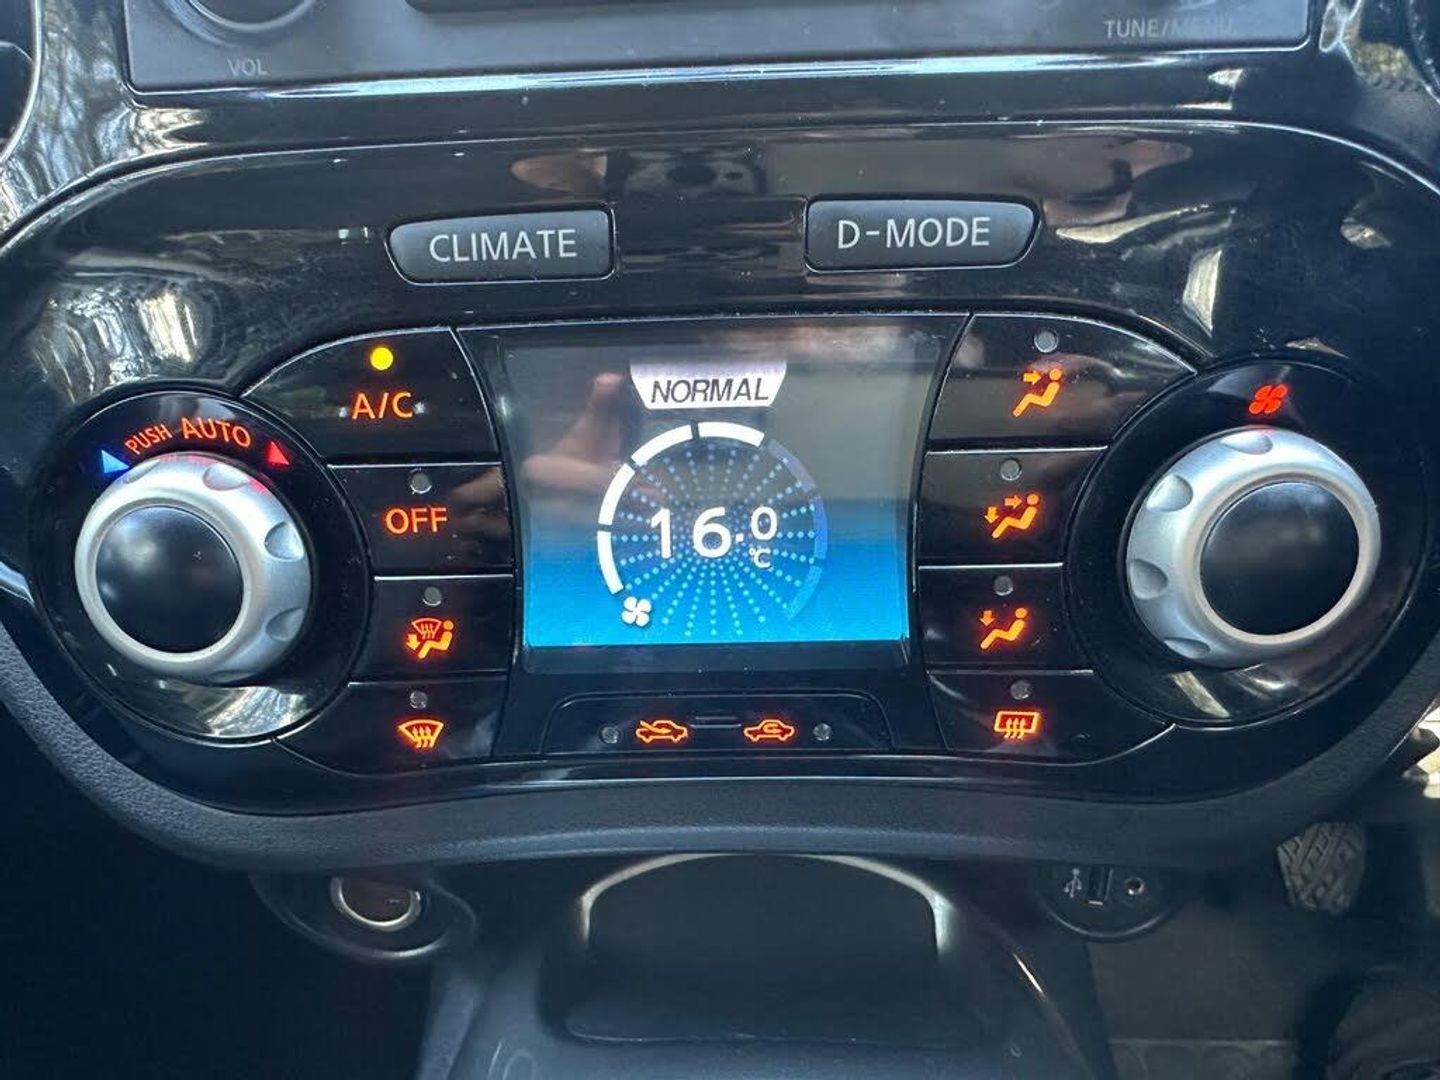 VOL
TUNE/MENU
CLIMATE
D-MODE
A/C
PUSH AUTO
NORMAL
OFF
16.0
°C